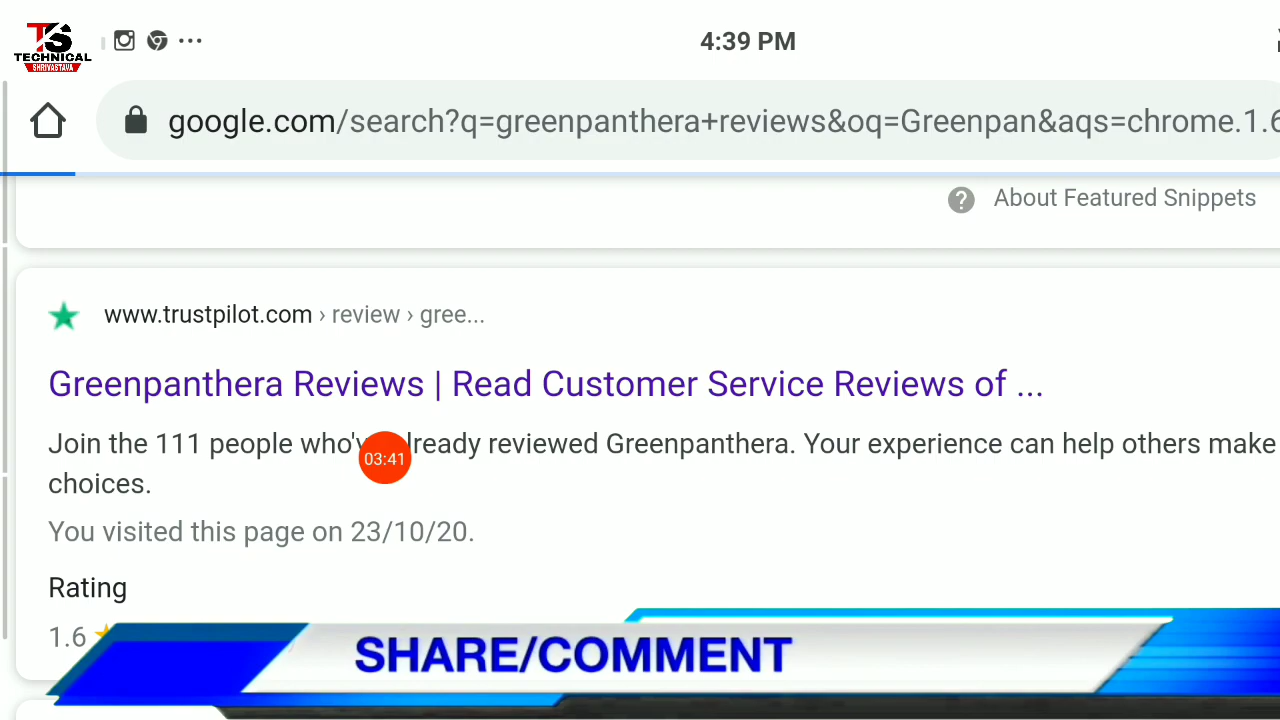 TS
TECHNICAL
SHRIVASTAVA
4:39 PM
google.com/search?q=greenpanthera+reviews&oq=Greenpan&aqs=chrome.1.6
About Featured Snippets
www.trustpilot.com › review › gree...
Greenpanthera Reviews | Read Customer Service Reviews of ...
Join the 111 people who'v lready reviewed Greenpanthera. Your experience can help others make
03:41
choices.
You visited this page on 23/10/20.
Rating
1.6
SHARE/COMMENT